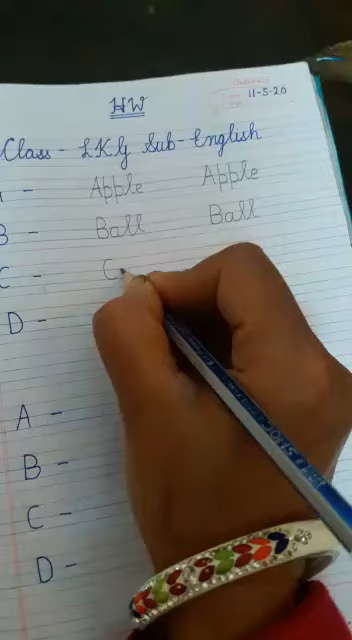 HW
11-5-20
Class - LKG Sub-English
A - Apple Apple
B - Ball Ball
C - C
D -
A -
B -
C -
D -